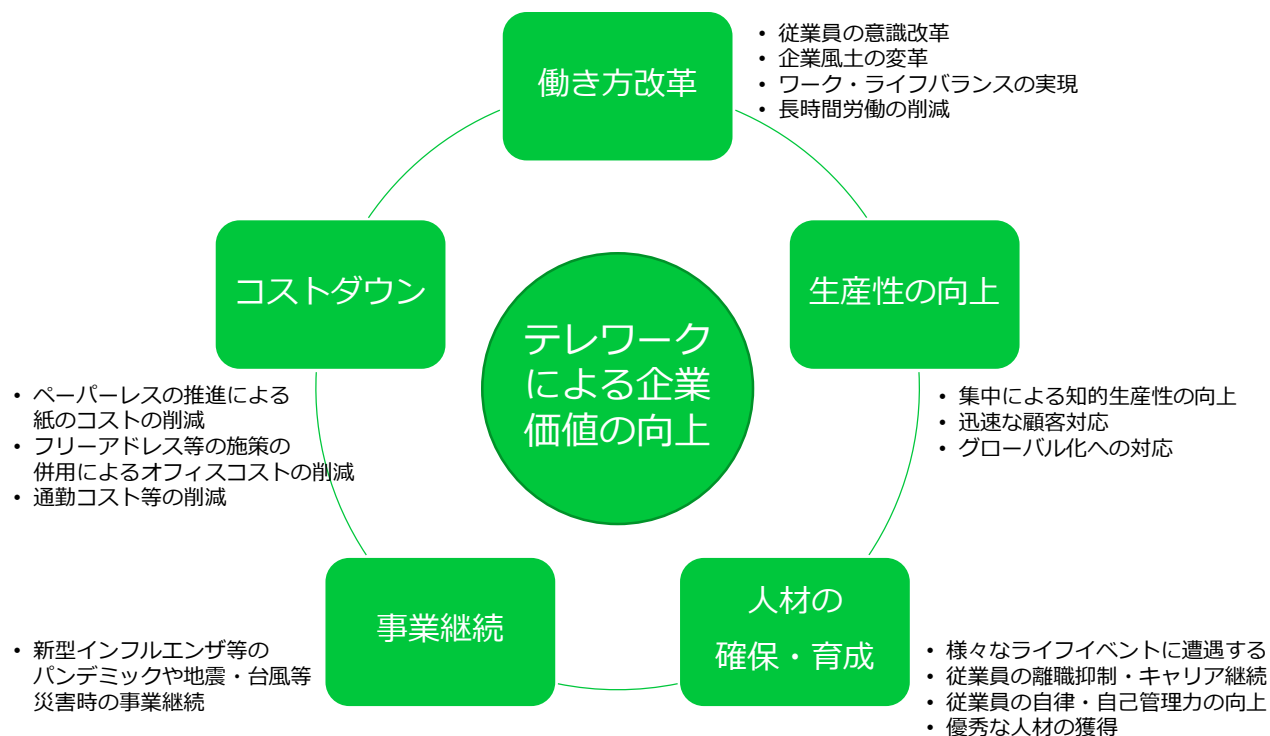 働き方改革
• 従業員の意識改革
• 企業風土の変革
• ワーク・ライフバランスの実現
• 長時間労働の削減
生産性の向上
• 集中による知的生産性の向上
• 迅速な顧客対応
• グローバル化への対応
人材の
確保・育成
• 様々なライフイベントに遭遇する
• 従業員の離職抑制・キャリア継続
• 従業員の自律・自己管理力の向上
• 優秀な人材の獲得
事業継続
• 新型インフルエンザ等の
パンデミックや地震・台風等
災害時の事業継続
コストダウン
• ペーパーレスの推進による
紙のコストの削減
• フリーアドレス等の施策の
併用によるオフィスコストの削減
• 通勤コスト等の削減
テレワーク
による企業
価値の向上